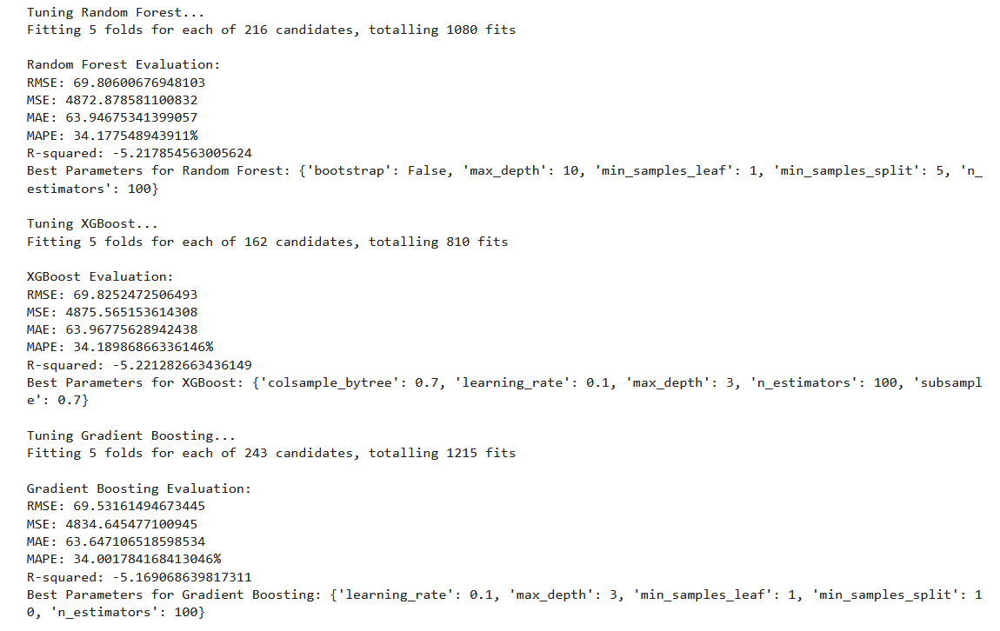 Tuning Random Forest...
Fitting 5 folds for each of 216 candidates, totalling 1080 fits
Random Forest Evaluation:
RMSE: 69.80600676948103
MSE: 4872.878581100832
MAE: 63.94675341399057
MAPE: 34.177548943911%
R-squared: -5.217854563005624
Best Parameters for Random Forest: {'bootstrap': False, 'max_depth': 10, 'min_samples_leaf': 1, 'min_samples_split': 5, 'n_
estimators': 100}
Tuning XGBoost...
Fitting 5 folds for each of 162 candidates, totalling 810 fits
XGBoost Evaluation:
RMSE: 69.8252472506493
MSE: 4875.565153614308
MAE: 63.96775628942438
MAPE: 34.18986866336146%
R-squared: -5.221282663436149
Best Parameters for XGBoost: {'colsample_bytree': 0.7, 'learning_rate': 0.1, 'max_depth': 3, 'n_estimators': 100, 'subsampl
e': 0.7}
Tuning Gradient Boosting...
Fitting 5 folds for each of 243 candidates, totalling 1215 fits
Gradient Boosting Evaluation:
RMSE: 69.53161494673445
MSE: 4834.645477100945
MAE: 63.647106518598534
MAPE: 34.001784168413046%
R-squared: -5.169068639817311
Best Parameters for Gradient Boosting: {'learning_rate': 0.1, 'max_depth': 3, 'min_samples_leaf': 1, 'min_samples_split': 1
0, 'n_estimators': 100}